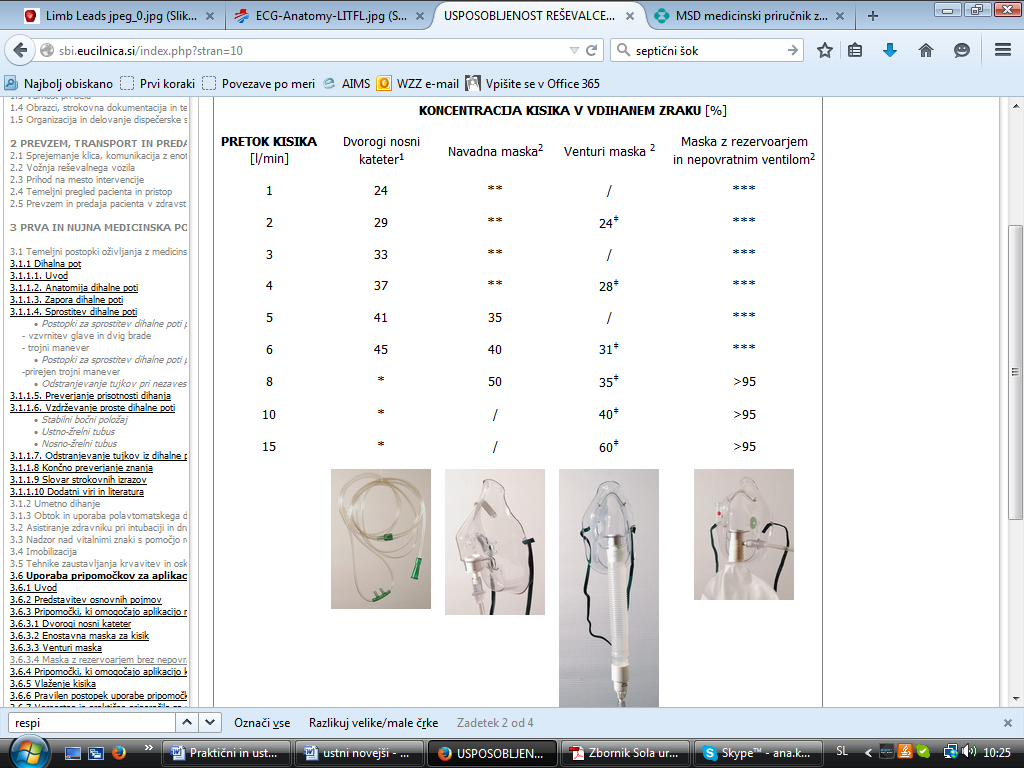 Limb Leads jpeg_0.jpg (Slik...
ECG-Anatomy-LITFL.jpg (S...
USPOSOBLJENOST REŠEVALCE...
MSD medicinski priručnik z...
sbi.eucilnica.si/index.php?stran=10
septični šok
Najbolj obiskano
Prvi koraki
Povezave po meri
AIMS
WZZ e-mail
Vpišite se v Office 365
1.4 Obrazci, strokovna dokumentacija in te
1.5 Organizacija in delovanje dispečerske s
2 PREVZEM, TRANSPORT IN PREDA
2.1 Sprejemanje klica, komunikacija z enot
2.2 Vožnja reševalnega vozila
2.3 Prihod na mesto intervencije
2.4 Temeljni pregled pacienta in pristop
2.5 Prevzem in predaja pacienta v zdravst
3 PRVA IN NUJNA MEDICINSKA PO
3.1 Temeljni postopki oživljanja z medicins
3.1.1 Dihalna pot
3.1.1.1. Uvod
3.1.1.2. Anatomija dihalne poti
3.1.1.3. Zapora dihalne poti
3.1.1.4. Sprostitev dihalne poti
• Postopki za sprostitev dihalne poti p
- vzvrnitev glave in dvig brade
- trojni manever
• Postopki za sprostitev dihalne poti p
-prirejen trojni manever
• Odstranjevanje tujkov pri nezaves
3.1.1.5. Preverjanje prisotnosti dihanja
3.1.1.6. Vzdrževanje proste dihalne poti
• Stabilni bočni položaj
• Ustno-žrelni tubus
• Nosno-žrelni tubus
3.1.1.7. Odstranjevanje tujkov iz dihalne p
3.1.1.8 Končno preverjanje znanja
3.1.1.9 Slovar strokovnih izrazov
3.1.1.10 Dodatni viri in literatura
3.1.2 Umetno dihanje
3.1.3 Obtok in uporaba polavtomatskega d
3.2 Asistiranje zdravniku pri intubaciji in dr
3.3 Nadzor nad vitalnimi znaki s pomočjo r
3.4 Imobilizacija
3.5 Tehnike zaustavljanja krvavitev in osk
3.6 Uporaba pripomočkov za aplikac
3.6.1 Uvod
3.6.2 Predstavitev osnovnih pojmov
3.6.3 Pripomočki, ki omogočajo aplikacijo n
3.6.3.1 Dvorogi nosni kateter
3.6.3.2 Enostavna maska za kisik
3.6.3.3 Venturi maska
3.6.3.4 Maska z rezervoarjem brez nepovr
3.6.4 Pripomočki, ki omogočajo aplikacijo k
3.6.5 Vlaženje kisika
3.6.6 Pravilen postopek uporabe pripomočk
KONCENTRACIJA KISIKA V VDIHANEM ZRAKU [%]
PRETOK KISIKA
[l/min]
Dvorogi nosni
kateter1
Navadna maska2
Venturi maska 2
Maska z rezervoarjem
in nepovratnim ventilom2
1 24 ** / ***
2 29 ** 24‡ ***
3 33 ** / ***
4 37 ** 28‡ ***
5 41 35 / ***
6 45 40 31‡ ***
8 * 50 35‡ >95
10 * / 40‡ >95
15 * / 60‡ >95
respi
Označi vse
Razlikuj velike/male črke
Zadetek 2 od 4
Praktični in ust...
ustni novejši - ...
USPOSOBLJEN...
Zbornik Sola ur...
Skype™ - ana.k...
SL
10:25